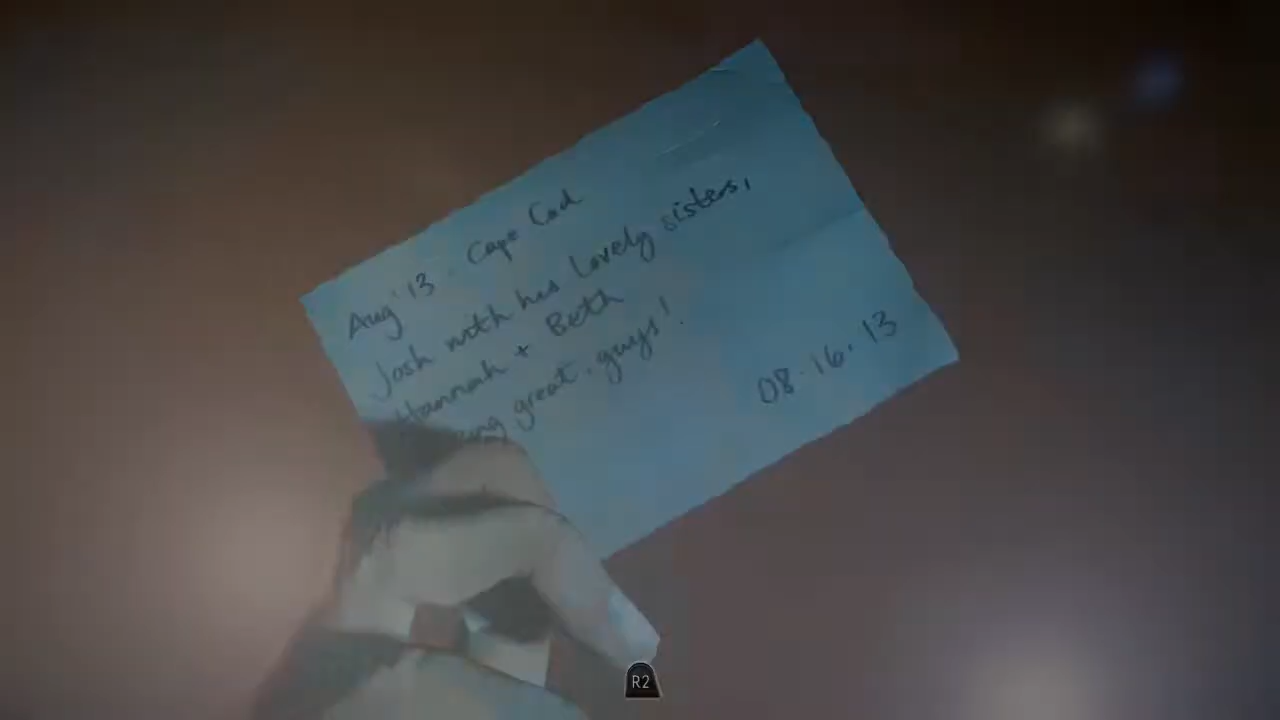 Aug '13 - Cape Cod
Josh with his lovely sisters,
Hannah + Beth
great, guys!
08.16.13
R2